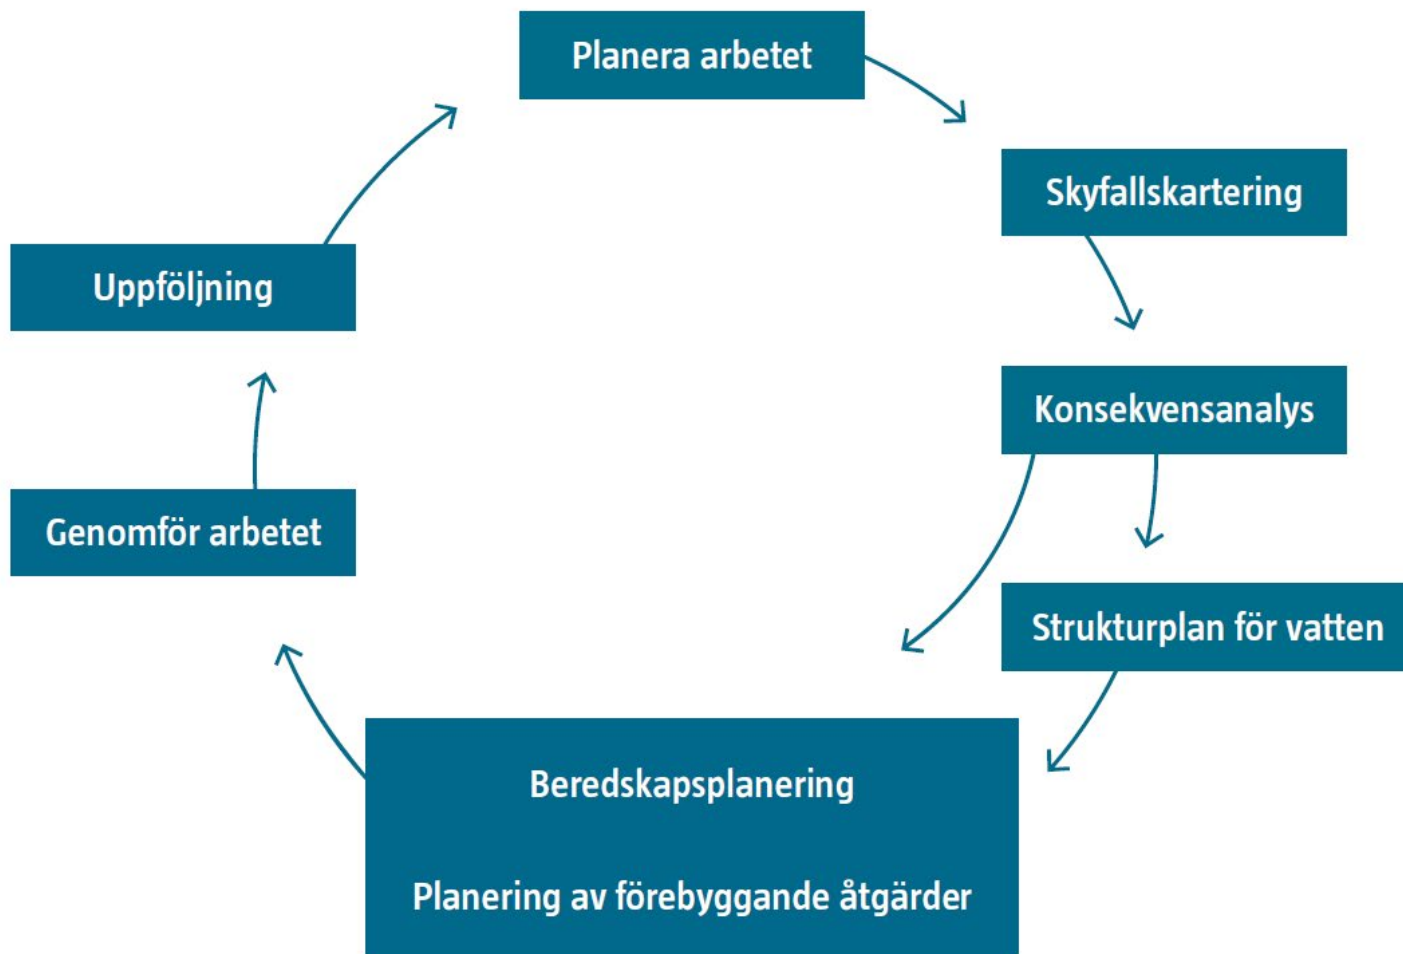 Planera arbetet
Skyfallskartering
Konsekvensanalys
Strukturplan för vatten
Beredskapsplanering
Planering av förebyggande åtgärder
Genomför arbetet
Uppföljning